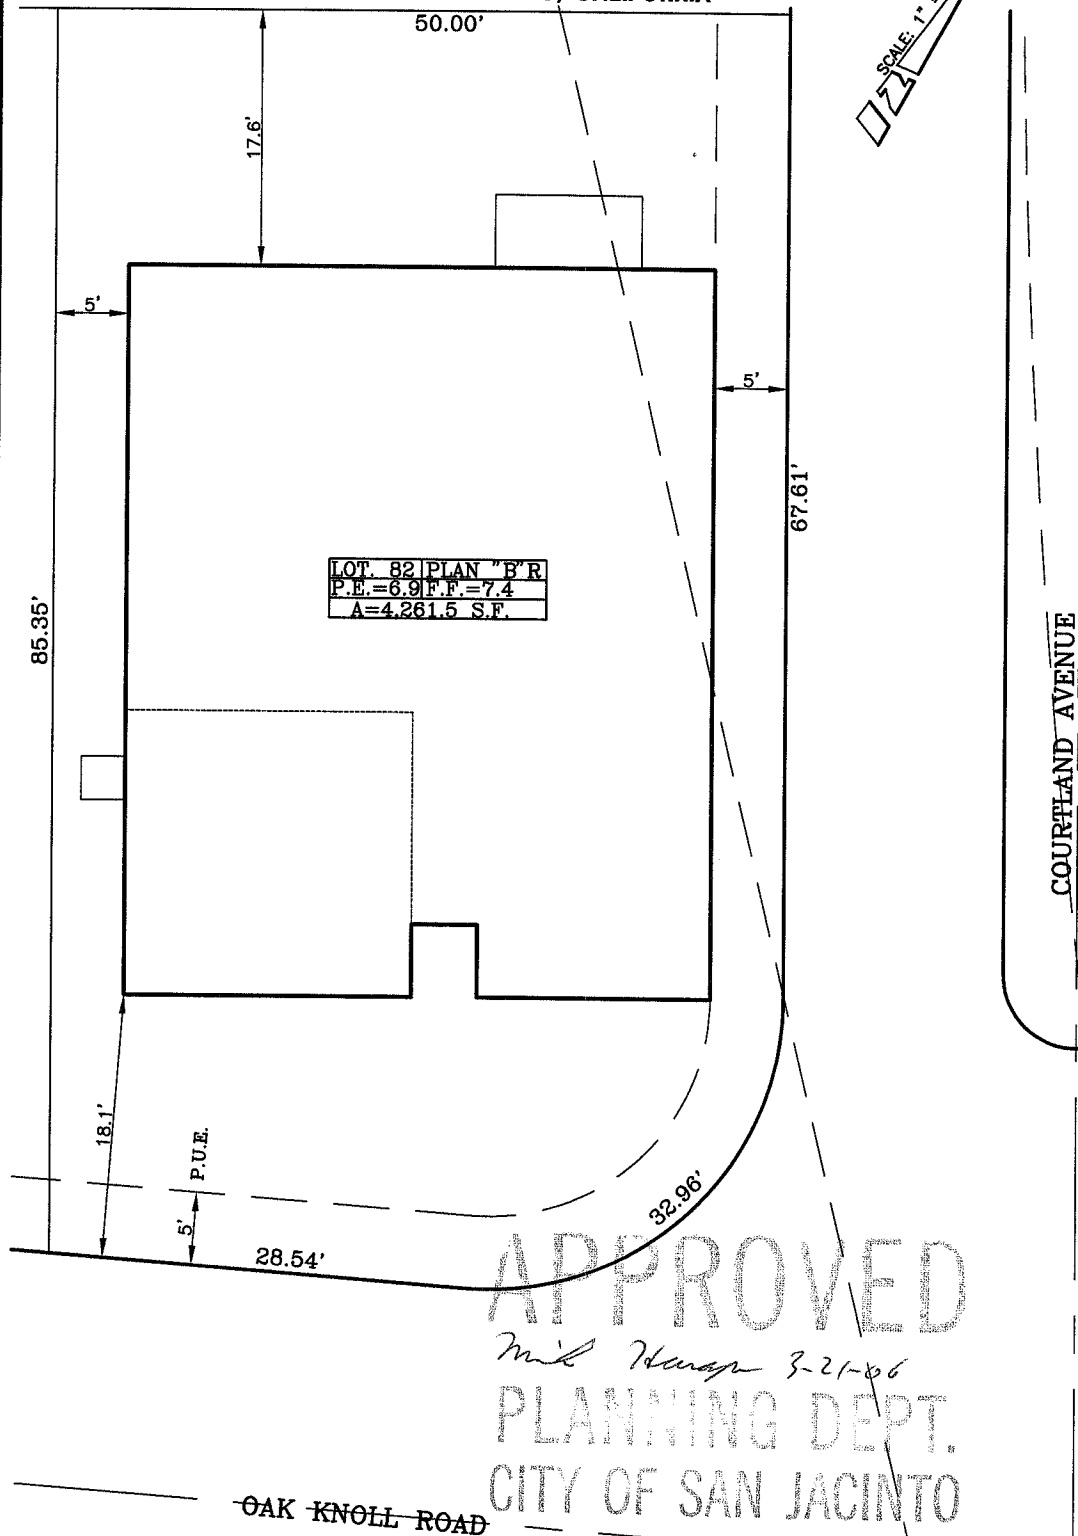 50.00'
SCALE: 1"
17.6'
5'
5'
67.61'
LOT. 82 PLAN "B"R
P.E.=6.9 F.F.=7.4
A=4,261.5 S.F.
85.35'
COURTLAND AVENUE
18.1'
P.U.E.
5'
28.54'
32.96'
APPROVED
3-21-06
PLANNING DEPT.
CITY OF SAN JACINTO
OAK KNOLL ROAD